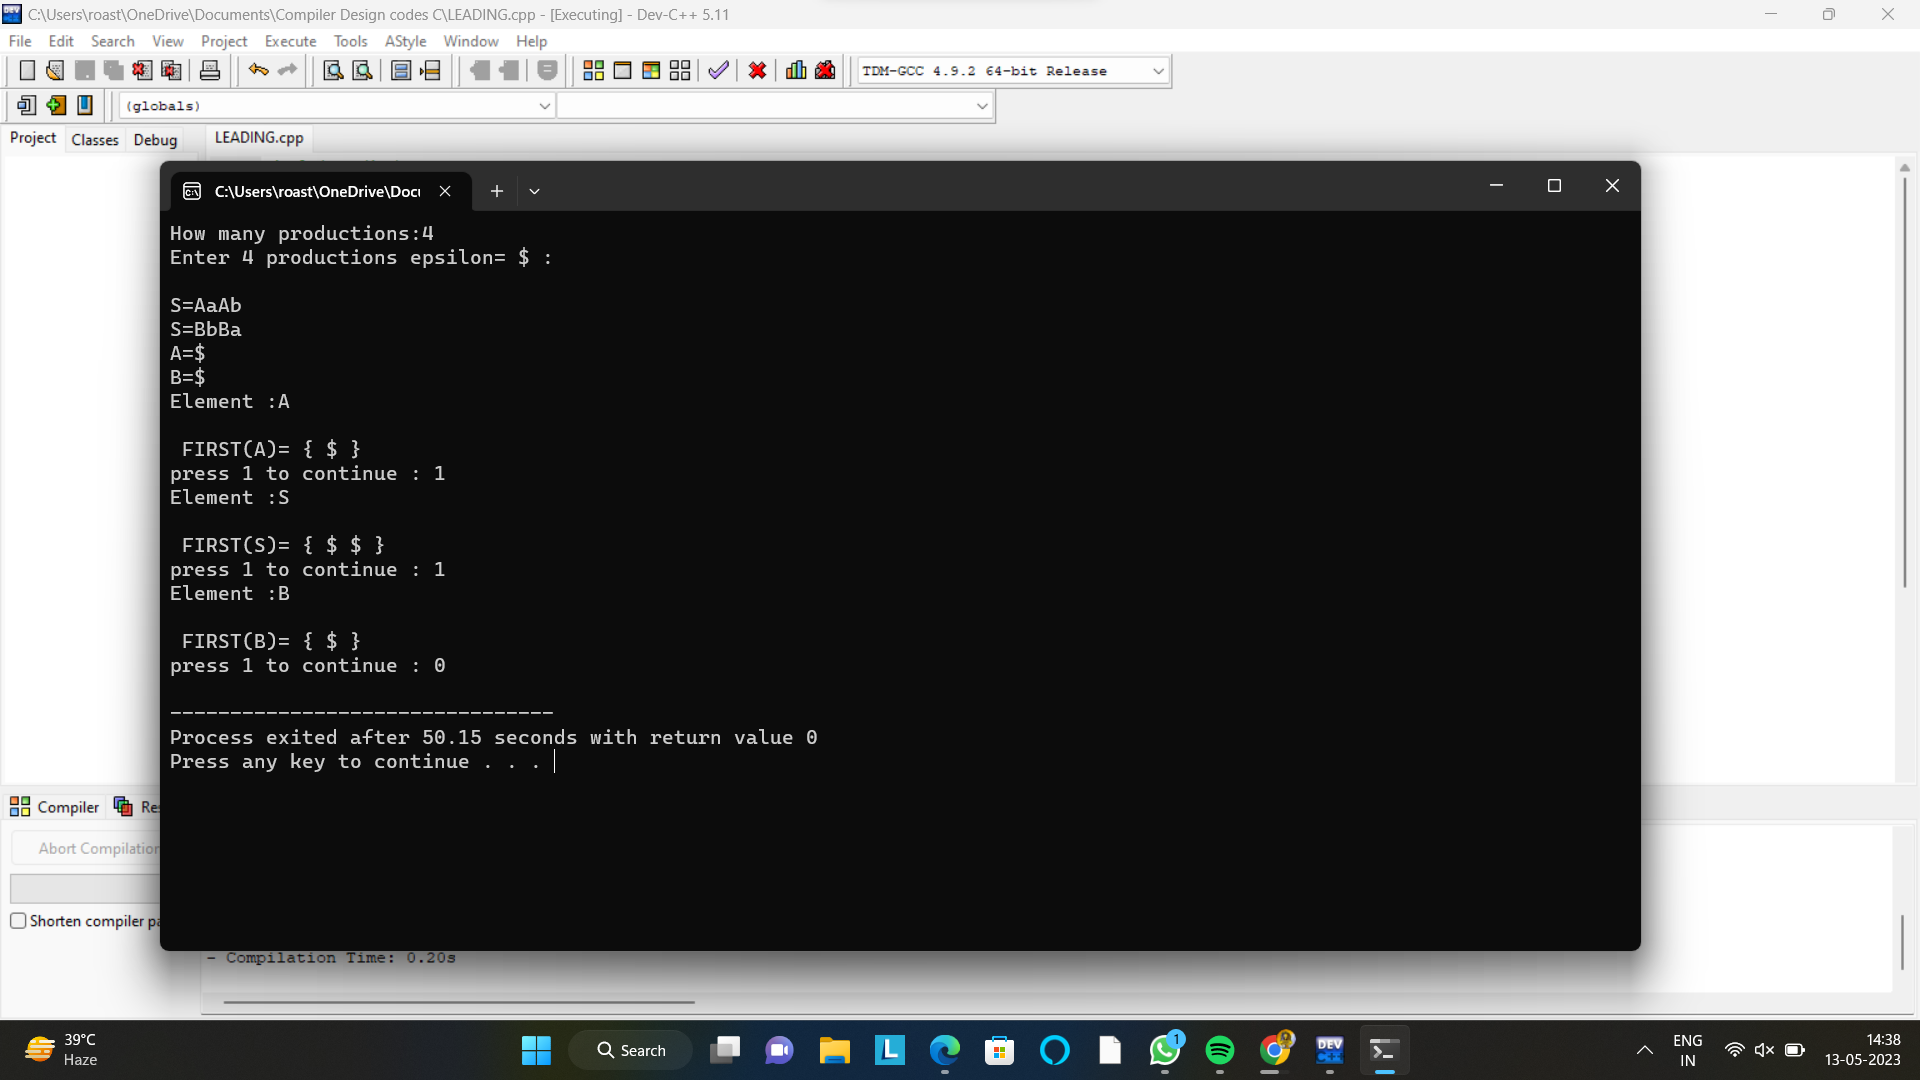 C:\Users\roast\OneDrive\Documents\Compiler Design codes C\LEADING.cpp - [Executing] - Dev-C++ 5.11
File Edit Search View Project Execute Tools AStyle Window Help
TDM-GCC 4.9.2 64-bit Release
(globals)
Project Classes Debug LEADING.cpp
C:\Users\roast\OneDrive\Docu
How many productions:4
Enter 4 productions epsilon= $ :
S=AaAb
S=BbBa
A=$
B=$
Element :A
FIRST(A)= { $ }
press 1 to continue : 1
Element :S
FIRST(S)= { $ $ }
press 1 to continue : 1
Element :B
FIRST(B)= { $ }
press 1 to continue : 0
--------------------------------
Process exited after 50.15 seconds with return value 0
Press any key to continue . . .
Compiler Res
Abort Compilation
Shorten compiler pa
- Compilation Time: 0.20s
39°C
Haze
Search
L
1
DEV
C++
ENG
IN
14:38
13-05-2023